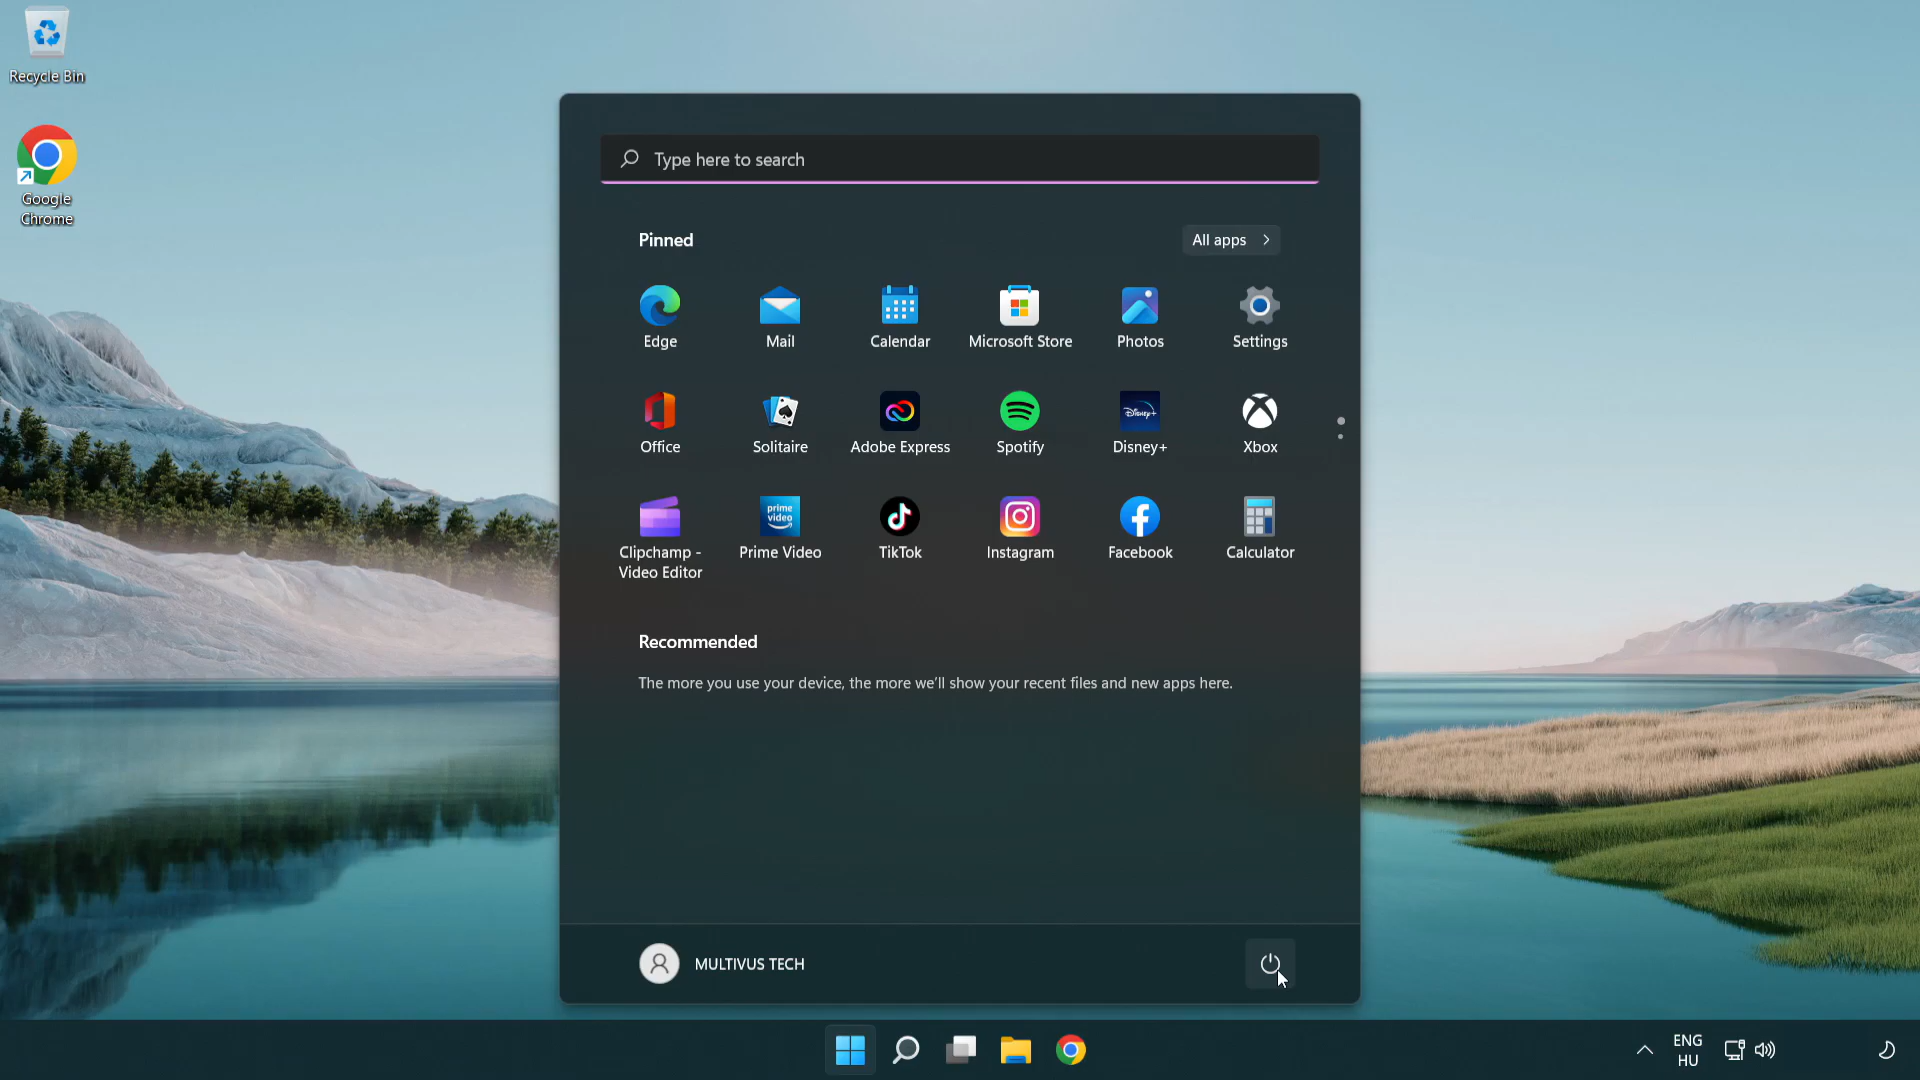 Recycle Bin
Google
Chrome
Type here to search
Pinned
All apps
Edge
Mail
Calendar
Microsoft Store
Photos
Settings
Office
Solitaire
Adobe Express
Spotify
Disney+
Disney+
Xbox
prime
video
Clipchamp -
Video Editor
Prime Video
TikTok
Instagram
Facebook
Calculator
Recommended
The more you use your device, the more we’ll show your recent files and new apps here.
MULTIVUS TECH
ENG
HU